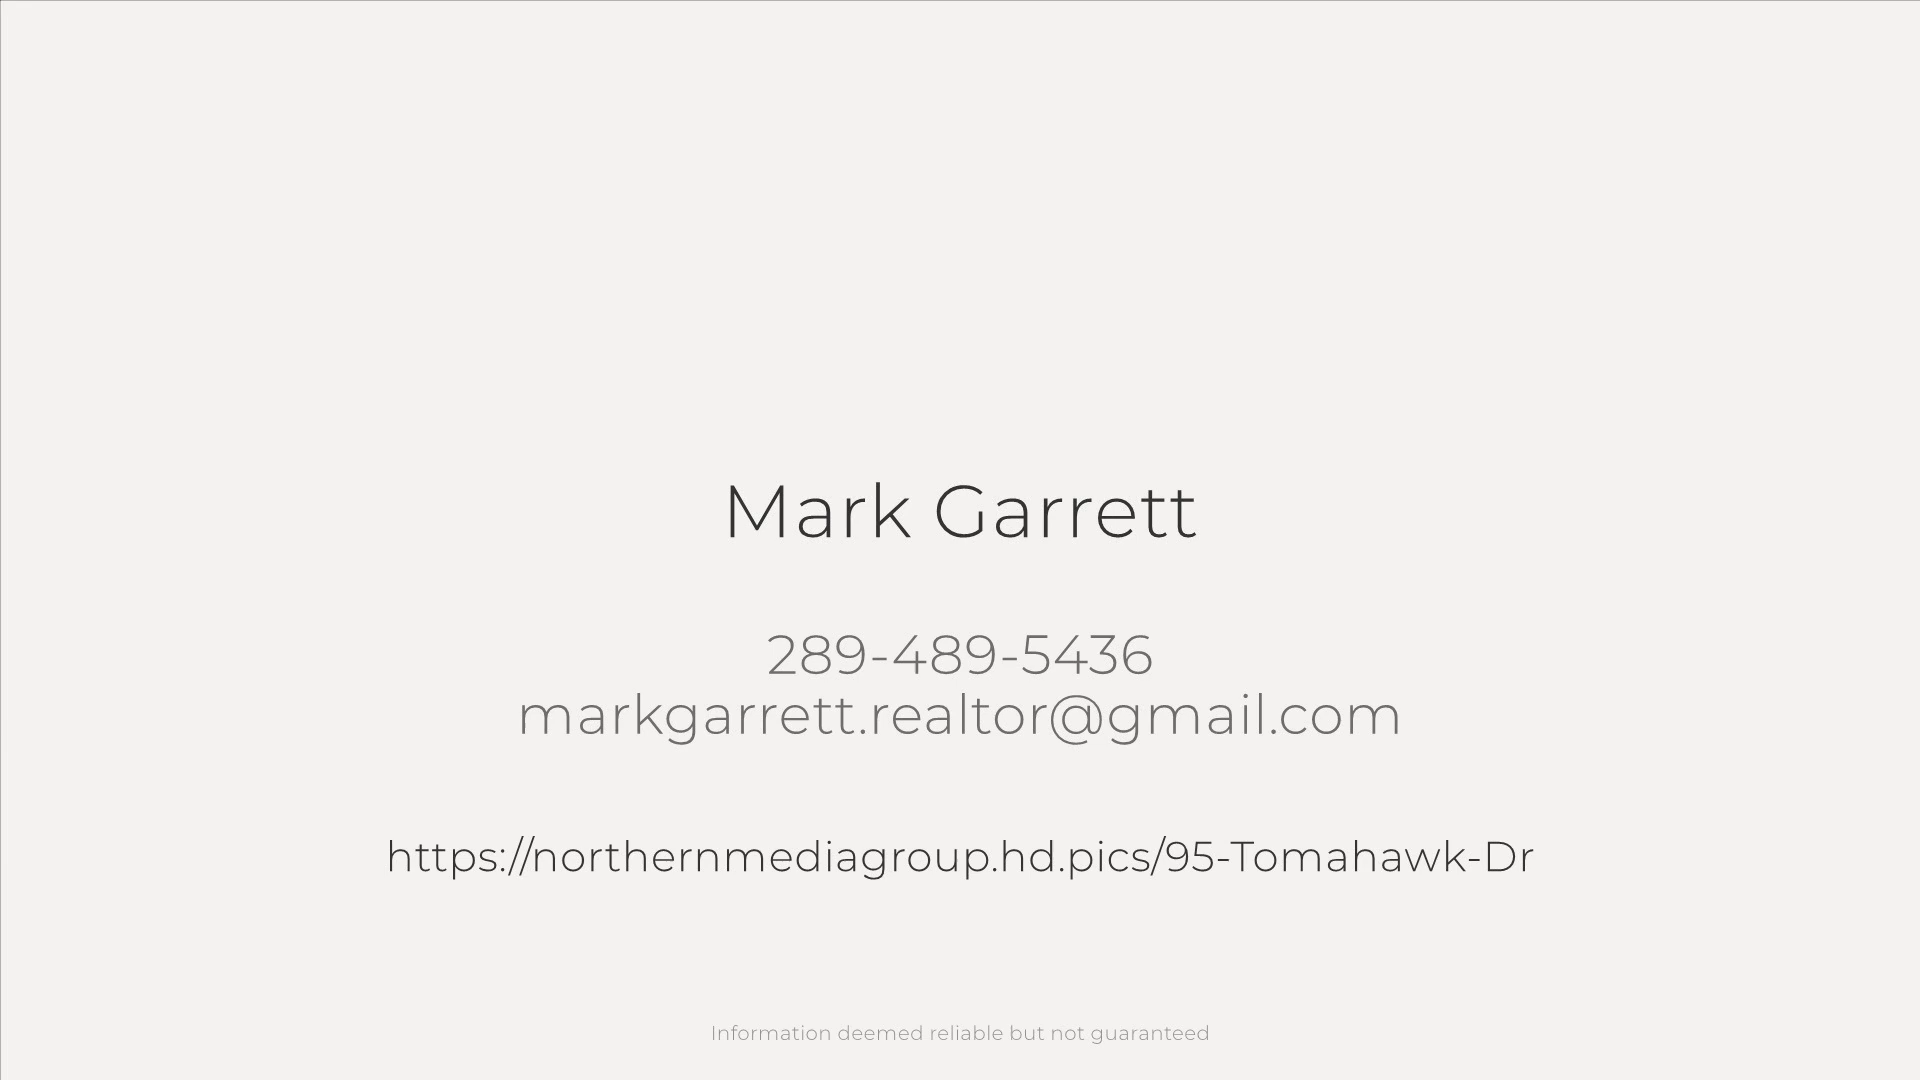 Mark Garrett
289-489-5436
markgarrett.realtor@gmail.com
https://northernmediagroup.hd.pics/95-Tomahawk-Dr
Information deemed reliable but not guaranteed